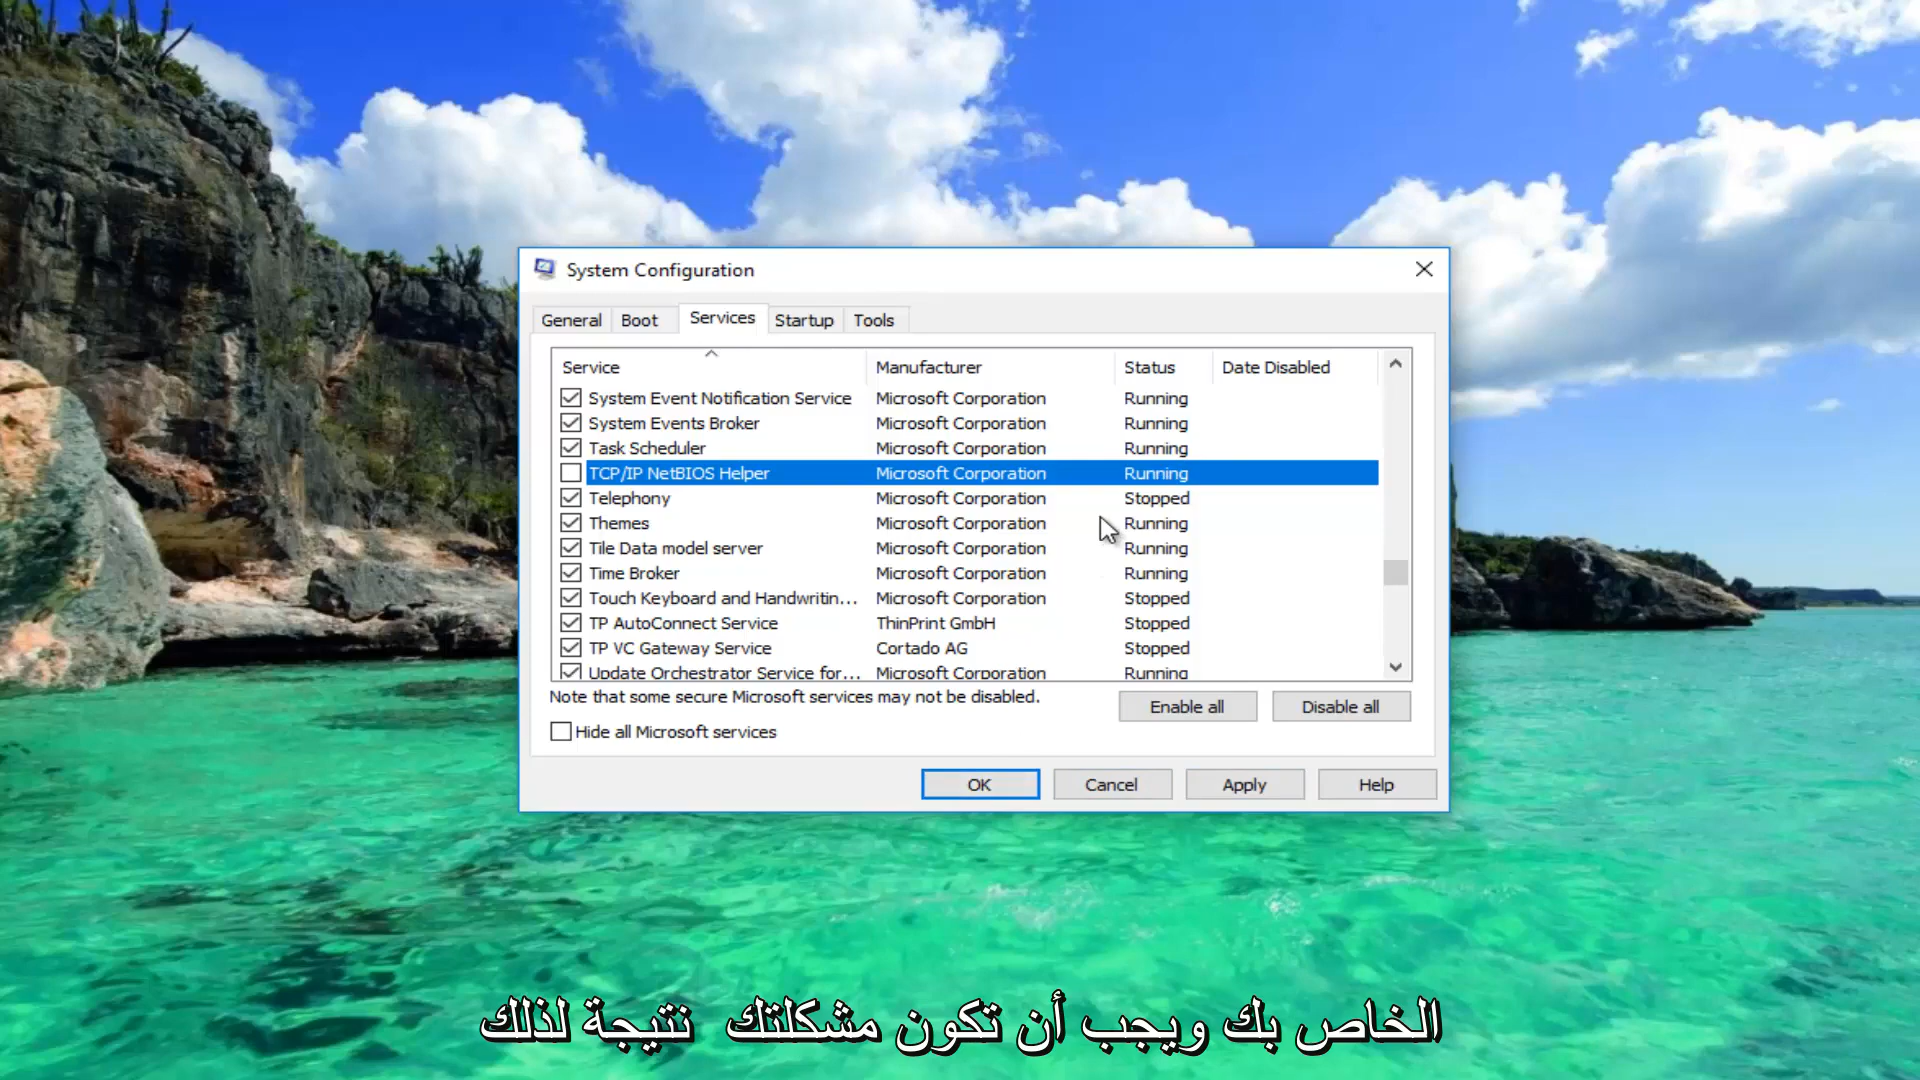 System Configuration
General Boot Services Startup Tools
Service Manufacturer Status Date Disabled
System Event Notification Service Microsoft Corporation Running
System Events Broker Microsoft Corporation Running
Task Scheduler Microsoft Corporation Running
TCP/IP NetBIOS Helper Microsoft Corporation Running
Telephony Microsoft Corporation Stopped
Themes Microsoft Corporation Running
Tile Data model server Microsoft Corporation Running
Time Broker Microsoft Corporation Running
Touch Keyboard and Handwritin... Microsoft Corporation Stopped
TP AutoConnect Service ThinPrint GmbH Stopped
TP VC Gateway Service Cortado AG Stopped
Update Orchestrator Service for... Microsoft Corporation Running
Note that some secure Microsoft services may not be disabled.
Enable all Disable all
Hide all Microsoft services
OK Cancel Apply Help
الخاص بك ويجب أن تكون مشكلتك نتيجة لذلك